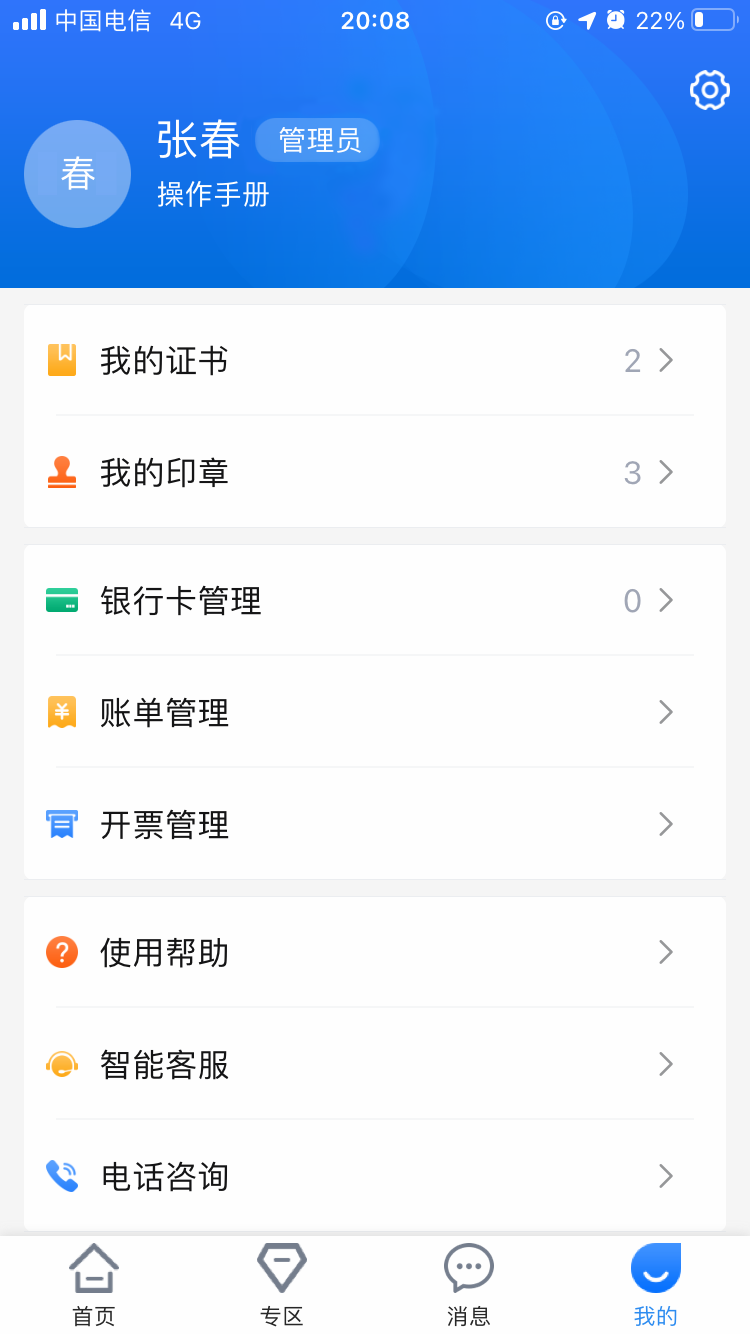 中国电信 4G 20:08 22%
张春 管理员
春
操作手册
我的证书 2
我的印章 3
银行卡管理 0
账单管理
开票管理
使用帮助
智能客服
电话咨询
首页 专区 消息 我的